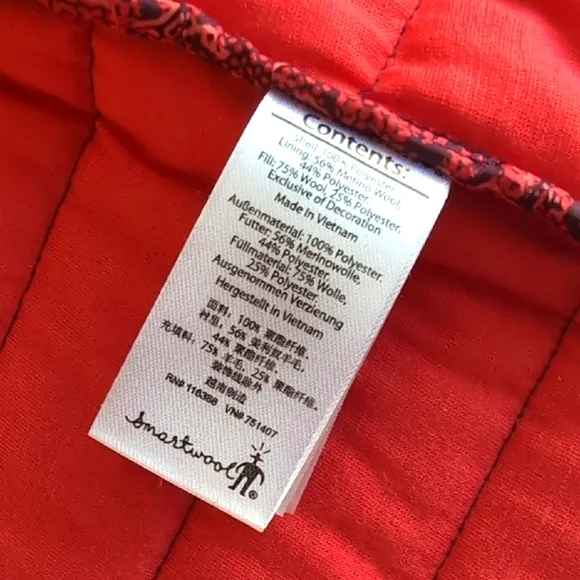 Contents:
Shell: 100% Polyester.
Lining, 56% Merino Wool,
44% Polyester.
Fill: 75% Wool, 25% Polyester.
Exclusive of Decoration
Made in Vietnam
Außenmaterial: 100% Polyester.
Futter: 56% Merinowolle,
44% Polyester.
Füllmaterial: 75% Wolle,
25% Polyester.
Ausgenommen Verzierung
Hergestellt in Vietnam
面料: 100% 聚酯纤维。
衬里: 56% 美利奴羊毛,
44% 聚酯纤维。
充填料: 75% 羊毛, 25% 聚酯纤维。
装饰线除外
越南制造
RN# 116388 VN# 751407
Smartwool®